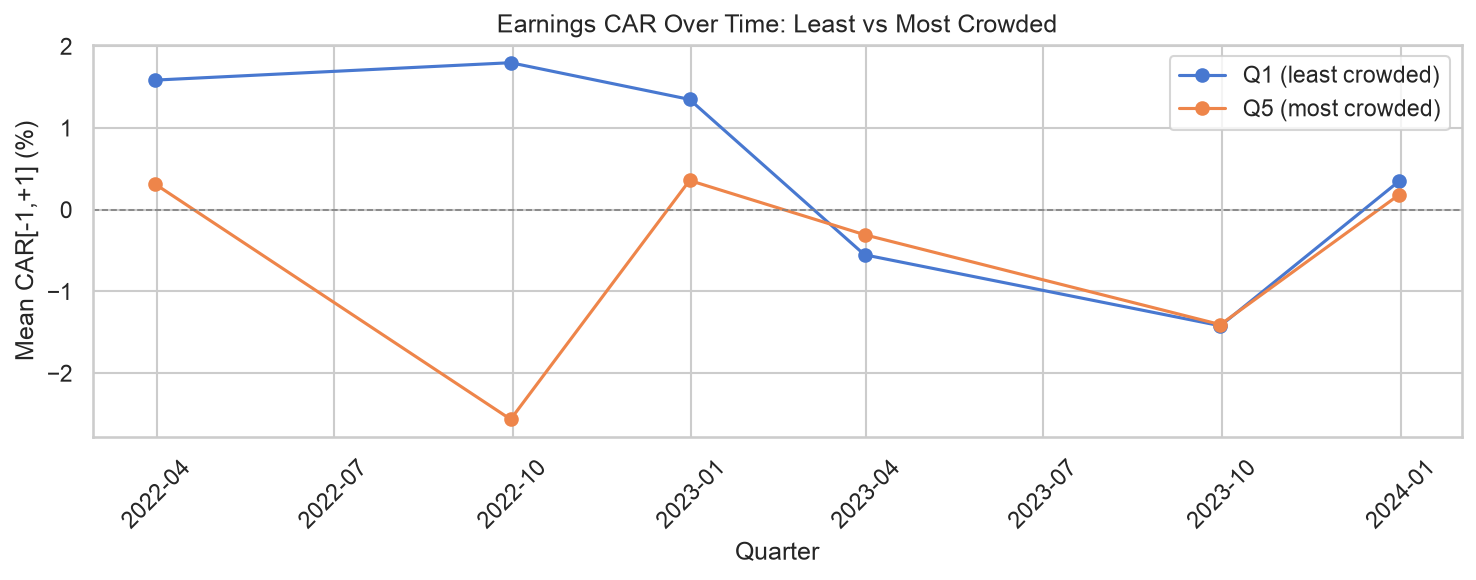 Earnings CAR Over Time: Least vs Most Crowded
Q1 (least crowded)
Q5 (most crowded)
Mean CAR[-1,+1] (%)
2
1
0
−1
−2
2022-04
2022-07
2022-10
2023-01
2023-04
2023-07
2023-10
2024-01
Quarter